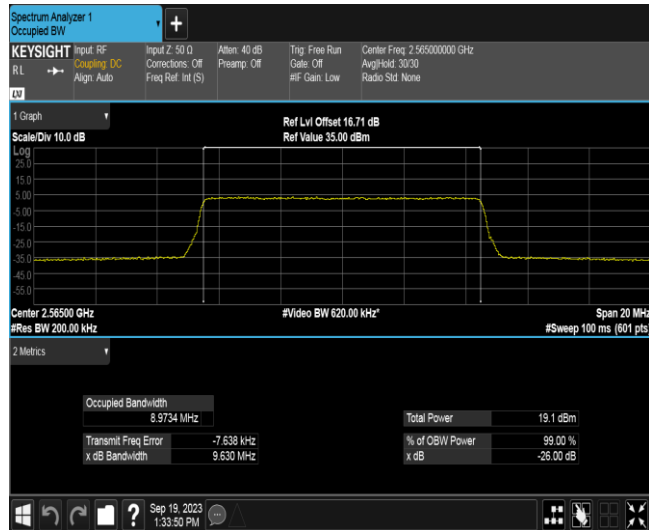 Spectrum Analyzer 1
Occupied BW
+
KEYSIGHT Input: RF Input Z: 50 Ω Atten: 40 dB Trig: Free Run Center Freq: 2.565000000 GHz
RL Coupling: DC Corrections: Off Preamp: Off Gate: Off Avg|Hold: 30/30
Align: Auto Freq Ref: Int (S) #IF Gain: Low Radio Std: None
LXI
1 Graph
Ref Lvl Offset 16.71 dB
Scale/Div 10.0 dB Ref Value 35.00 dBm
Log
25.0
15.0
5.00
-5.00
-15.0
-25.0
-35.0
-45.0
-55.0
Center 2.56500 GHz #Video BW 620.00 kHz* Span 20 MHz
#Res BW 200.00 kHz #Sweep 100 ms (601 pts)
2 Metrics
Occupied Bandwidth
8.9734 MHz Total Power 19.1 dBm
Transmit Freq Error -7.638 kHz % of OBW Power 99.00 %
x dB Bandwidth 9.630 MHz x dB -26.00 dB
? Sep 19, 2023
1:33:50 PM